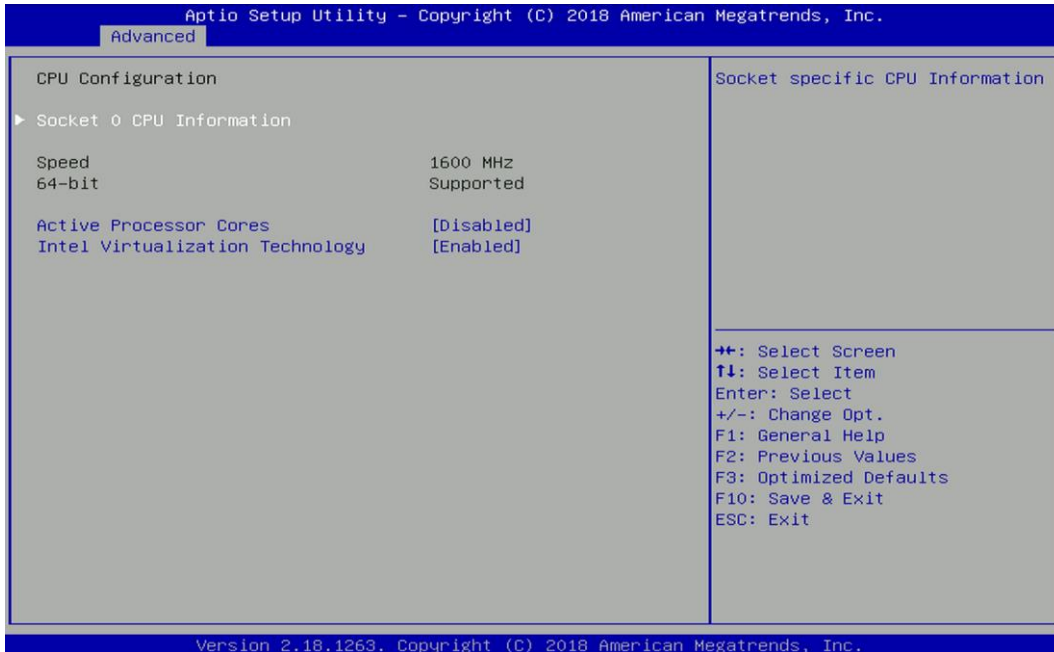 Aptio Setup Utility – Copyright (C) 2018 American Megatrends, Inc.
Advanced
CPU Configuration
Socket specific CPU Information
▶ Socket 0 CPU Information
Speed 1600 MHz
64-bit Supported
Active Processor Cores [Disabled]
Intel Virtualization Technology [Enabled]
→←: Select Screen
↑↓: Select Item
Enter: Select
+/-: Change Opt.
F1: General Help
F2: Previous Values
F3: Optimized Defaults
F10: Save & Exit
ESC: Exit
Version 2.18.1263. Copyright (C) 2018 American Megatrends, Inc.